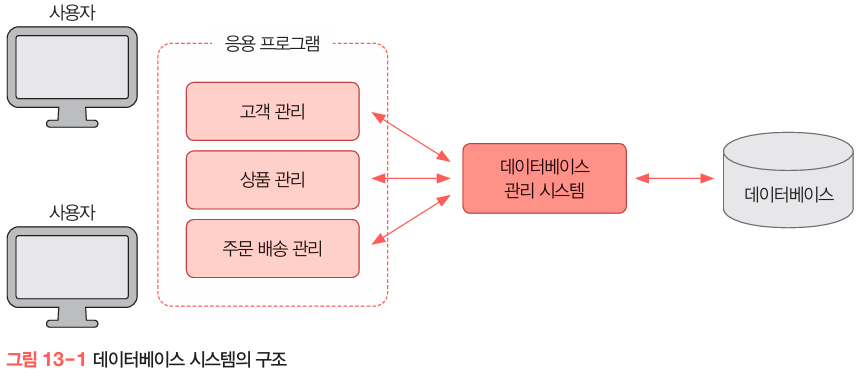 사용자
응용 프로그램
고객 관리
상품 관리
주문 배송 관리
데이터베이스
관리 시스템
데이터베이스
사용자
그림 13-1 데이터베이스 시스템의 구조